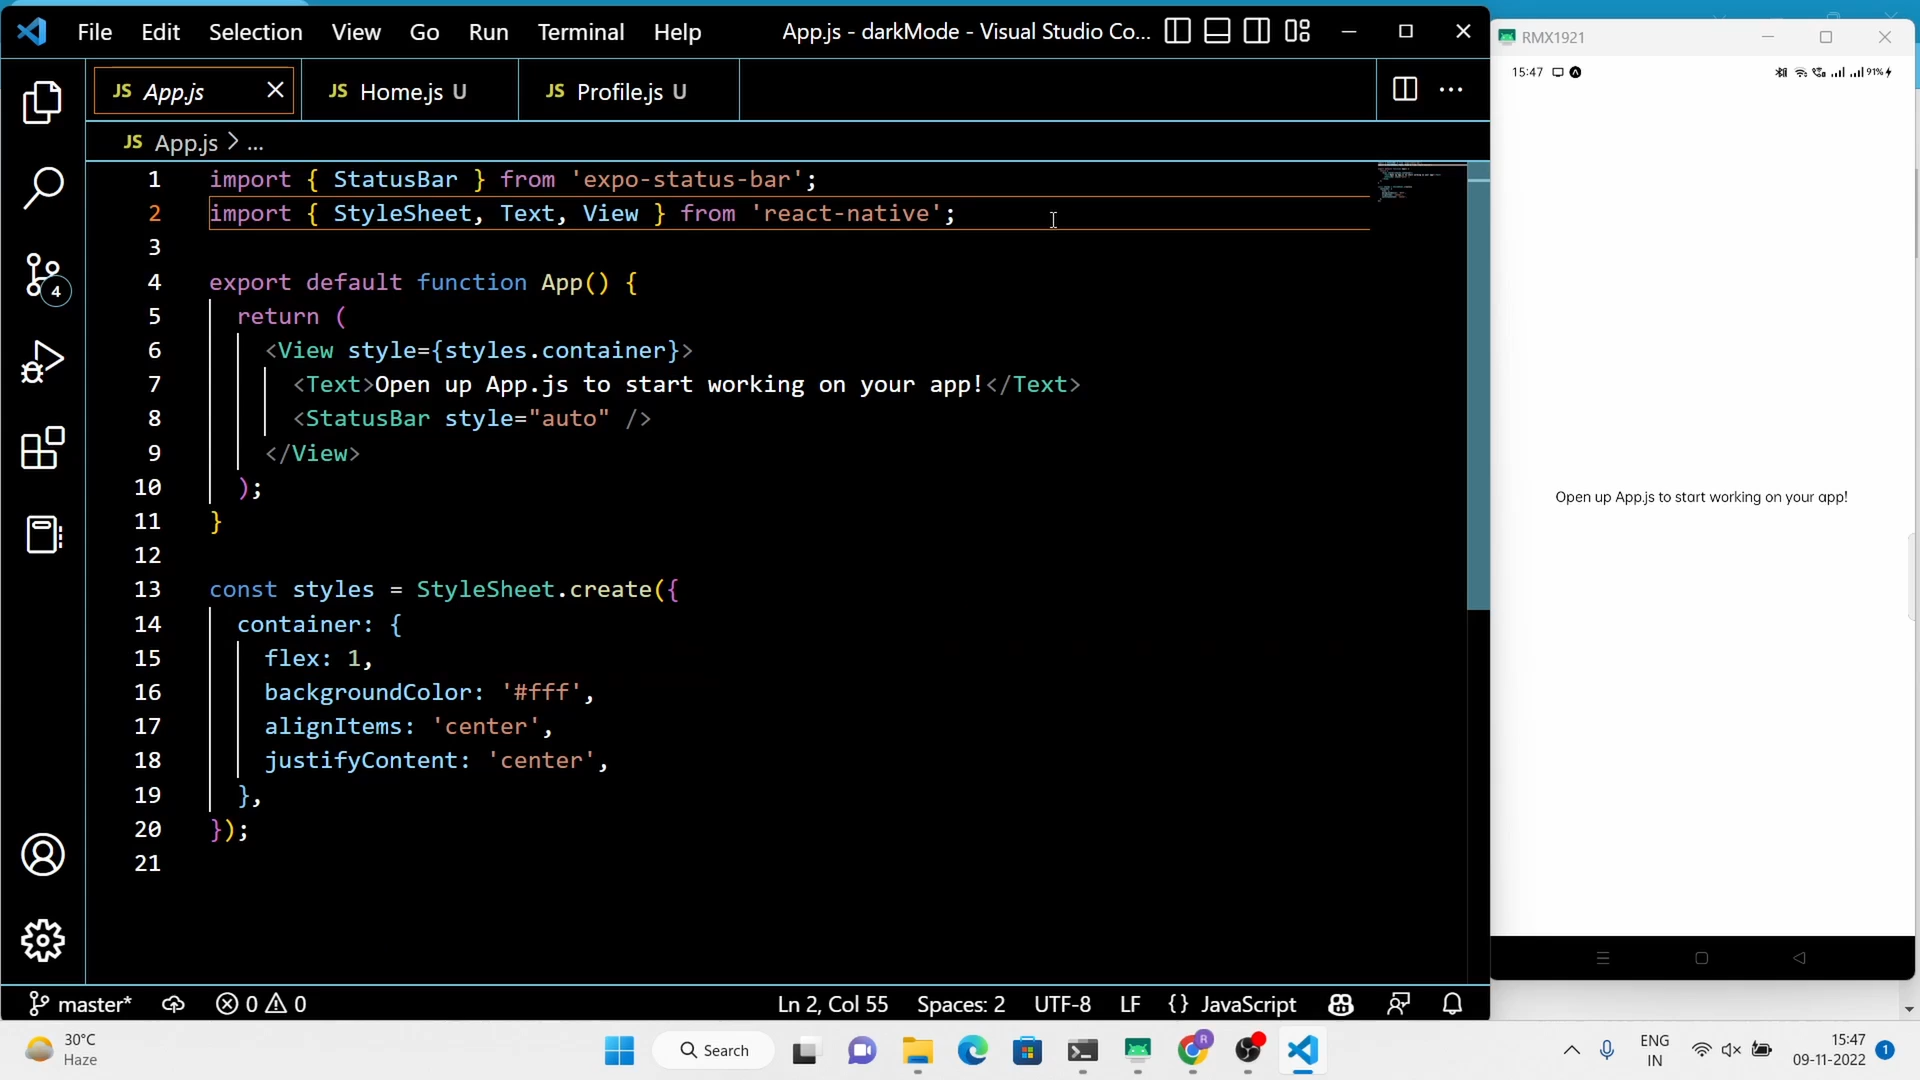 File Edit Selection View Go Run Terminal Help App.js - darkMode - Visual Studio Co...
JS App.js JS Home.js U JS Profile.js U
JS App.js > ...
1 import { StatusBar } from 'expo-status-bar';
2 import { StyleSheet, Text, View } from 'react-native';
3
4 export default function App() {
5 return (
6 <View style={styles.container}>
7 <Text>Open up App.js to start working on your app!</Text>
8 <StatusBar style="auto" />
9 </View>
10 );
11 }
12
13 const styles = StyleSheet.create({
14 container: {
15 flex: 1,
16 backgroundColor: '#fff',
17 alignItems: 'center',
18 justifyContent: 'center',
19 },
20 });
21
4
master* 0 0 Ln 2, Col 55 Spaces: 2 UTF-8 LF {} JavaScript
RMX1921
15:47 91%
Open up App.js to start working on your app!
30°C
Haze
Search
R
ENG
IN
15:47
09-11-2022
1